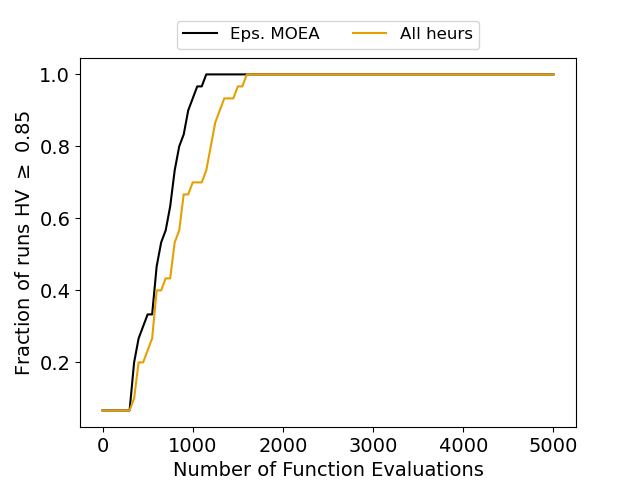 Eps. MOEA All heurs
1.0
0.8
0.6
0.4
0.2
Fraction of runs HV ≥ 0.85
0 1000 2000 3000 4000 5000
Number of Function Evaluations